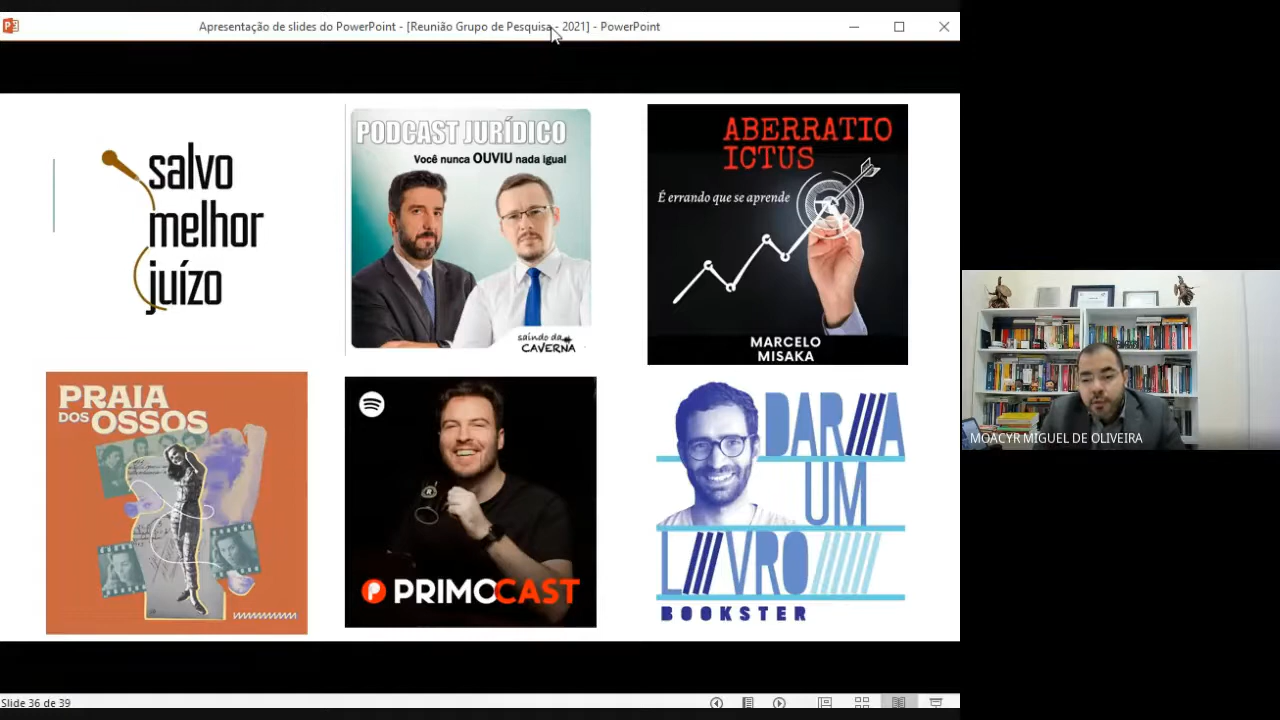 Apresentação de slides do PowerPoint - [Reunião Grupo de Pesquisa - 2021] - PowerPoint
salvo
melhor
juízo
PODCAST JURÍDICO
Você nunca OUVIU nada igual
saindo da
CAVERNA
ABERRATIO
ICTUS
É errando que se aprende
MARCELO
MISAKA
PRAIA
DOS OSSOS
PRIMOCAST
DARIA
UM
LIVRO
BOOKSTER
MOACYR MIGUEL DE OLIVEIRA
Slide 36 de 39